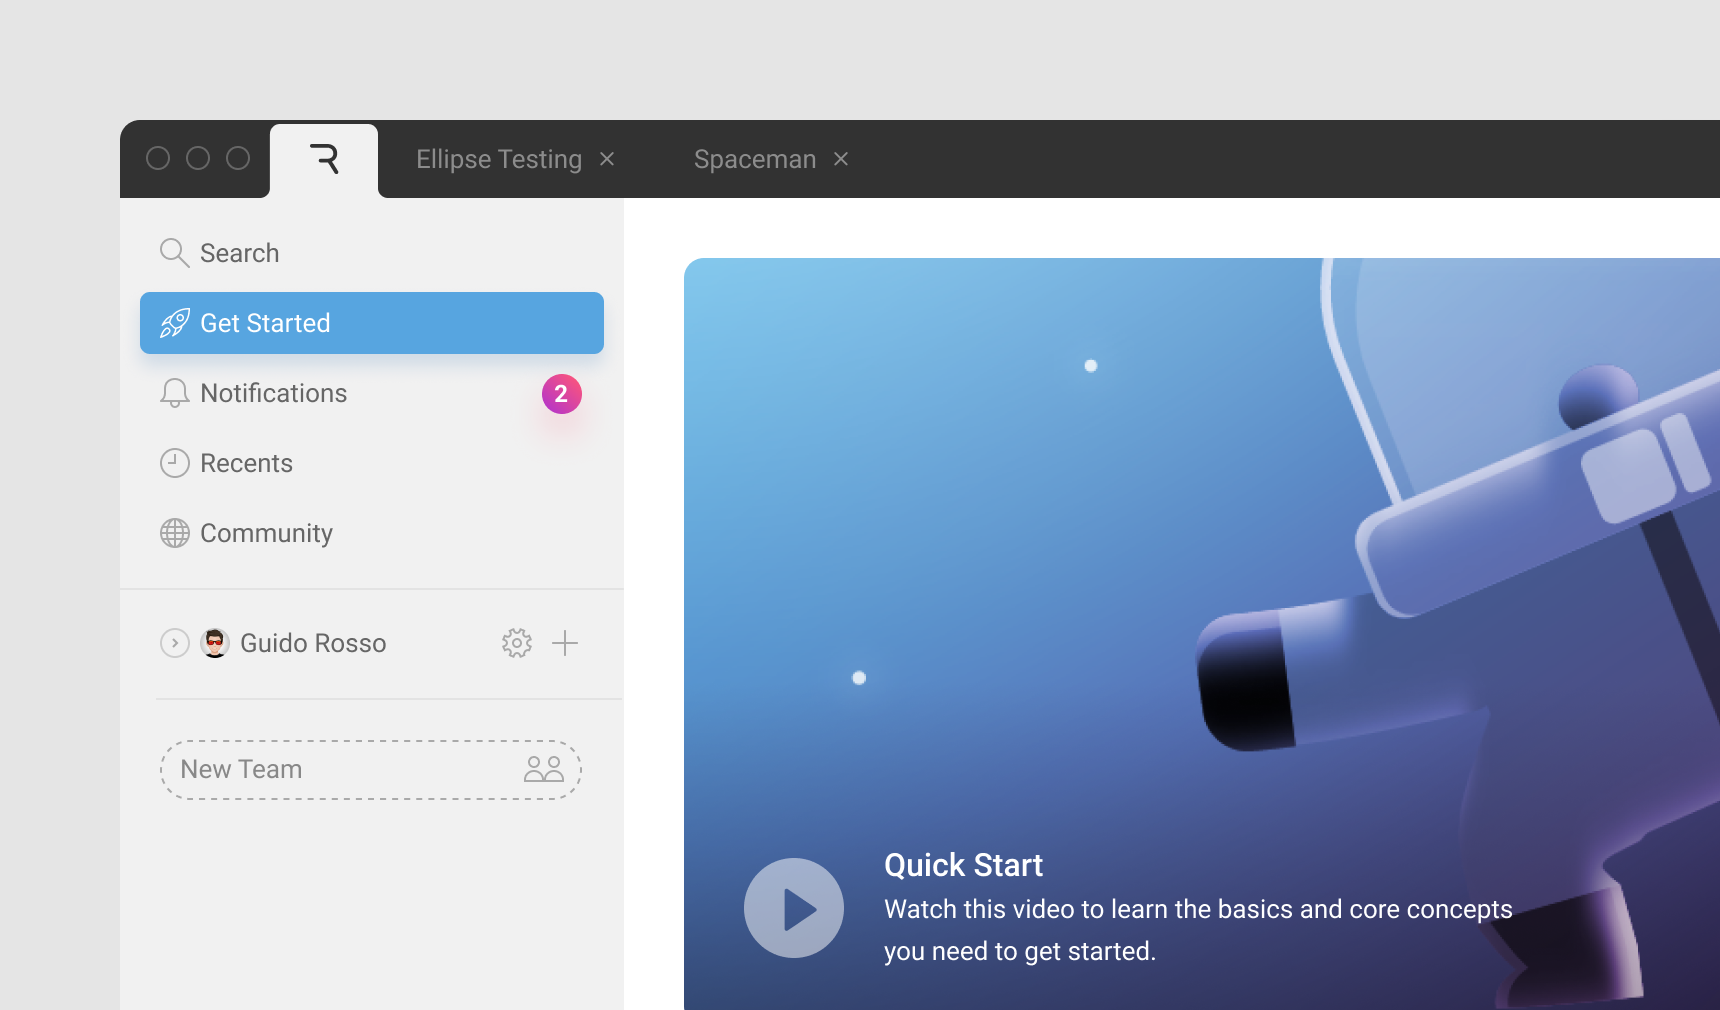 Ellipse Testing
Spaceman
Search
Get Started
Notifications
2
Recents
Community
Guido Rosso
New Team
Quick Start
Watch this video to learn the basics and core concepts
you need to get started.